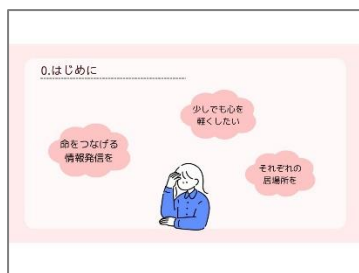 0.はじめに
少しでも心を
軽くしたい
命をつなげる
情報発信を
それぞれの
居場所を